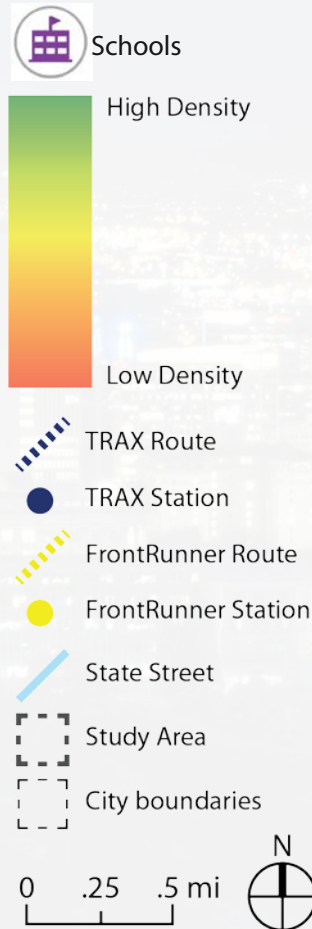 Schools
High Density
Low Density
TRAX Route
TRAX Station
FrontRunner Route
FrontRunner Station
State Street
Study Area
City boundaries
N
0 .25 .5 mi